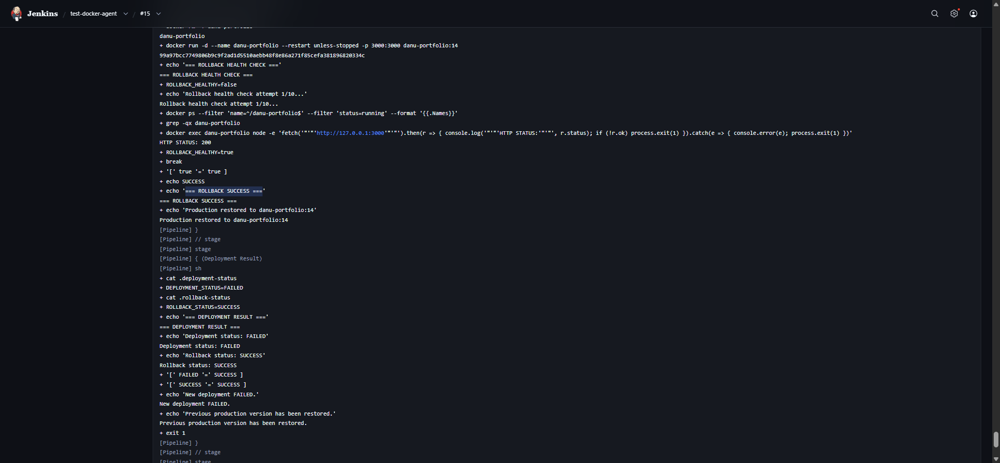 Jenkins / test-docker-agent / #15
danu-portfolio
+ docker run -d --name danu-portfolio --restart unless-stopped -p 3000:3000 danu-portfolio:14
99a97bcc7749806b9c9f2ad1d5510aebb48f8e86a271f85cefa381896820334c
+ echo '=== ROLLBACK HEALTH CHECK ==='
=== ROLLBACK HEALTH CHECK ===
+ ROLLBACK_HEALTHY=false
+ echo 'Rollback health check attempt 1/10...'
Rollback health check attempt 1/10...
+ docker ps --filter 'name=^/danu-portfolio$' --filter 'status=running' --format '{{.Names}}'
+ grep -qx danu-portfolio
+ docker exec danu-portfolio node -e 'fetch('"'"'http://127.0.0.1:3000'"'"').then(r => { console.log('"'"'HTTP STATUS:'"'"', r.status); if (!r.ok) process.exit(1) }).catch(e => { console.error(e); process.exit(1) })'
HTTP STATUS: 200
+ ROLLBACK_HEALTHY=true
+ break
+ '[' true '=' true ]
+ echo SUCCESS
+ echo '=== ROLLBACK SUCCESS ==='
=== ROLLBACK SUCCESS ===
+ echo 'Production restored to danu-portfolio:14'
Production restored to danu-portfolio:14
[Pipeline] }
[Pipeline] // stage
[Pipeline] stage
[Pipeline] { (Deployment Result)
[Pipeline] sh
+ cat .deployment-status
+ DEPLOYMENT_STATUS=FAILED
+ cat .rollback-status
+ ROLLBACK_STATUS=SUCCESS
+ echo '=== DEPLOYMENT RESULT ==='
=== DEPLOYMENT RESULT ===
+ echo 'Deployment status: FAILED'
Deployment status: FAILED
+ echo 'Rollback status: SUCCESS'
Rollback status: SUCCESS
+ '[' FAILED '=' SUCCESS ]
+ '[' SUCCESS '=' SUCCESS ]
+ echo 'New deployment FAILED.'
New deployment FAILED.
+ echo 'Previous production version has been restored.'
Previous production version has been restored.
+ exit 1
[Pipeline] }
[Pipeline] // stage
[Pipeline] stage